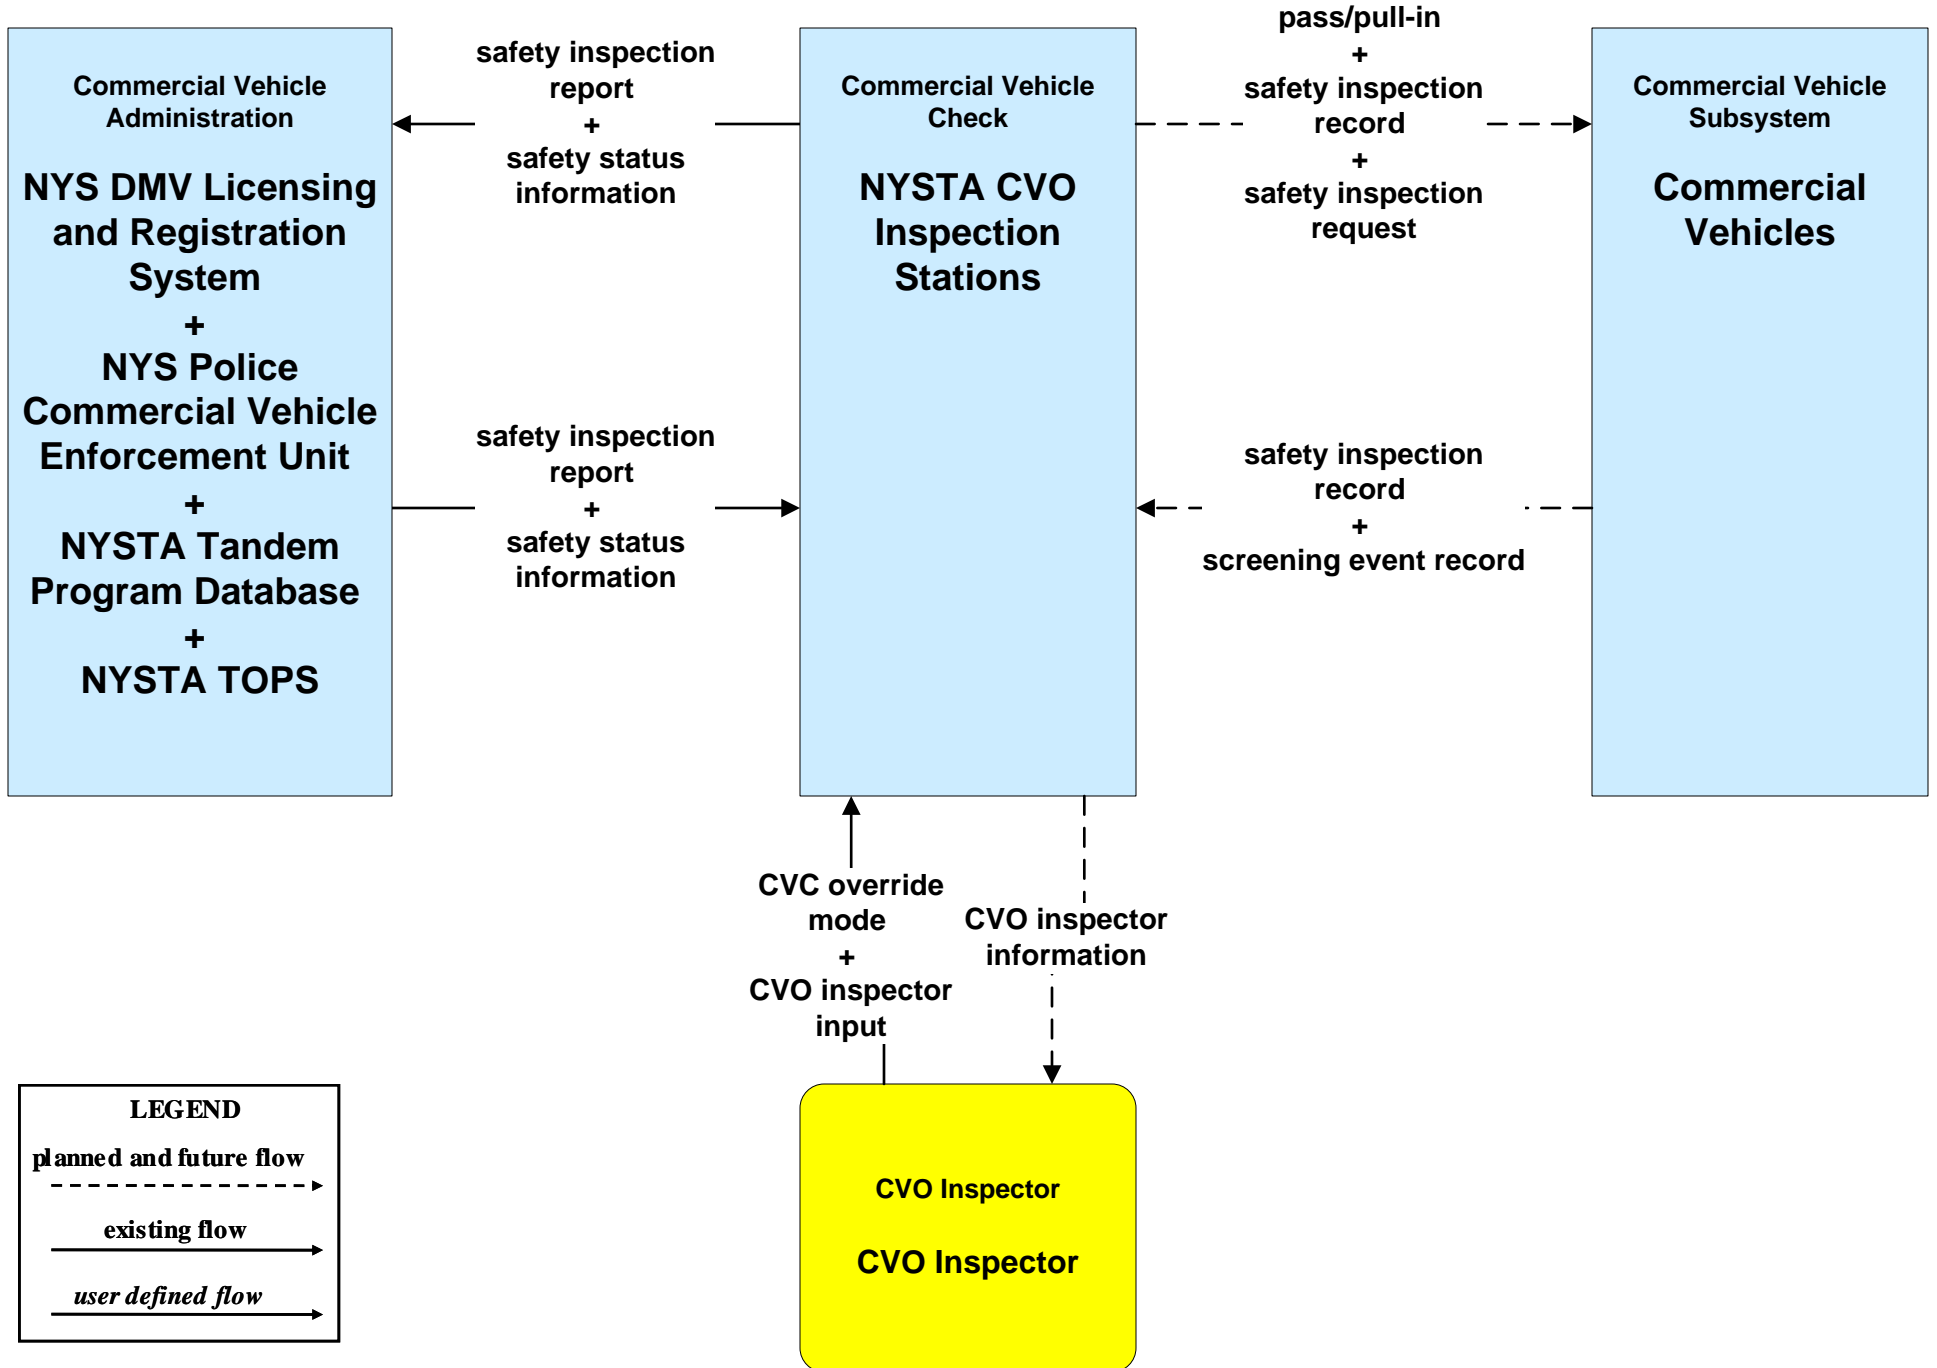 Commercial Vehicle
Administration
NYS DMV Licensing
and Registration
System
+
NYS Police
Commercial Vehicle
Enforcement Unit
+
NYSTA Tandem
Program Database
+
NYSTA TOPS
safety inspection
report
+
safety status
information
safety inspection
report
+
safety status
information
Commercial Vehicle
Check
NYSTA CVO
Inspection
Stations
pass/pull-in
+
safety inspection
record
+
safety inspection
request
safety inspection
record
+
screening event record
Commercial Vehicle
Subsystem
Commercial
Vehicles
CVC override
mode
+
CVO inspector
input
CVO inspector
information
CVO Inspector
CVO Inspector
LEGEND
planned and future flow
existing flow
user defined flow